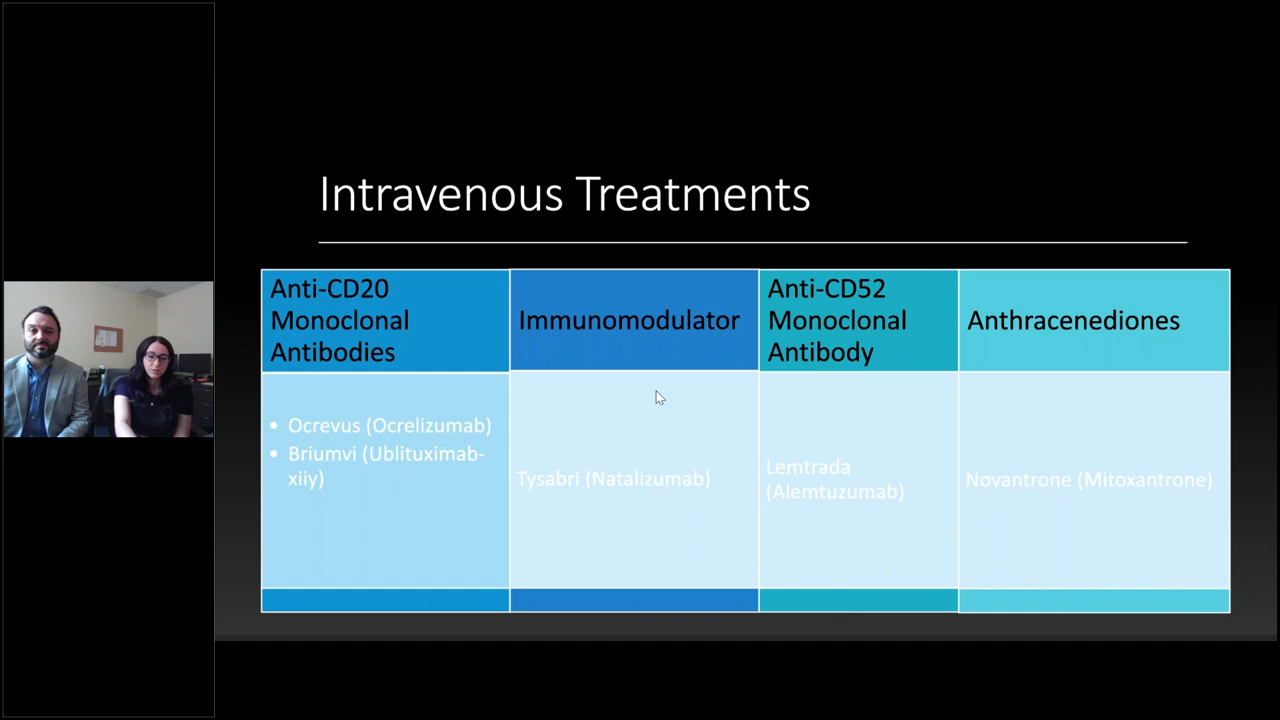 Intravenous Treatments
Anti-CD20
Monoclonal
Antibodies
Immunomodulator
Anti-CD52
Monoclonal
Antibody
Anthracenediones
• Ocrevus (Ocrelizumab)
• Briumvi (Ublituximab-
xiiy)
Tysabri (Natalizumab)
Lemtrada
(Alemtuzumab)
Novantrone (Mitoxantrone)